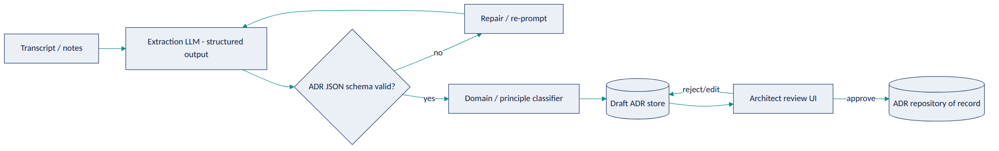 Transcript / notes
Extraction LLM - structured
output
ADR JSON schema valid?
no
Repair / re-prompt
yes
Domain / principle classifier
Draft ADR store
reject/edit
Architect review UI
approve
ADR repository of record